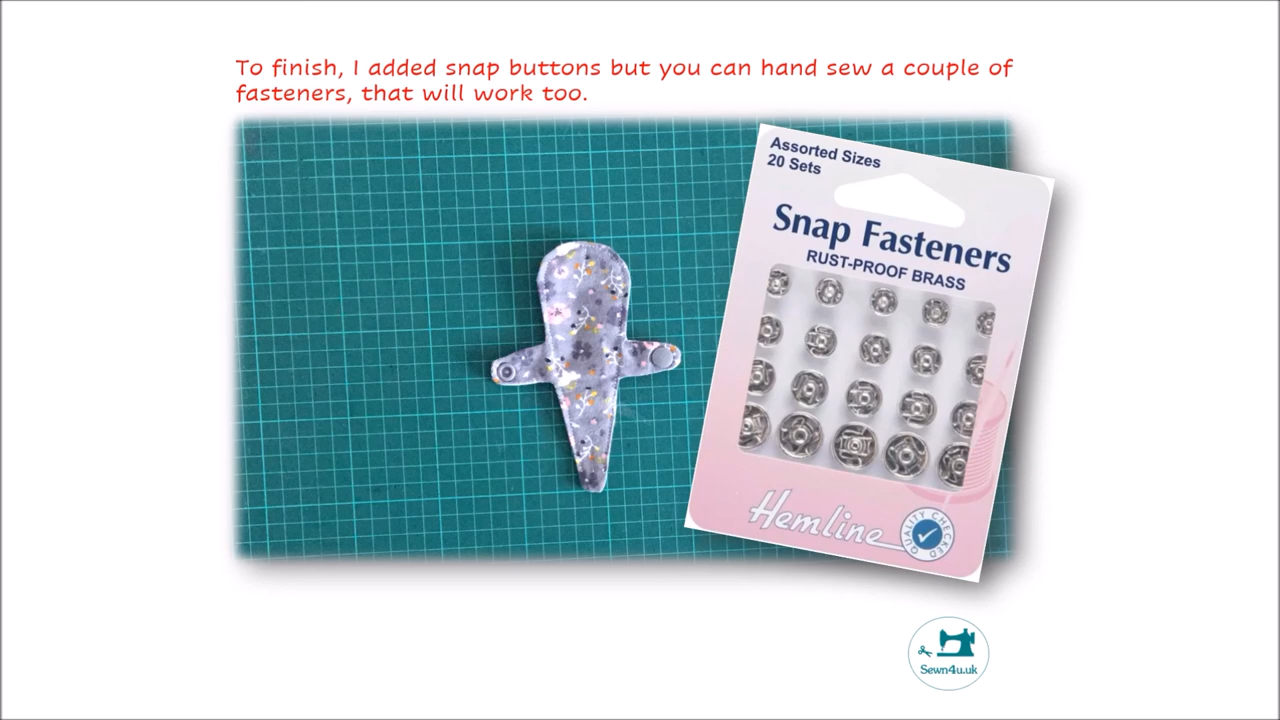 To finish, I added snap buttons but you can hand sew a couple of
fasteners, that will work too.
Assorted Sizes
20 Sets
Snap Fasteners
RUST-PROOF BRASS
Hemline
QUALITY CHECKED
Sewn4u.uk